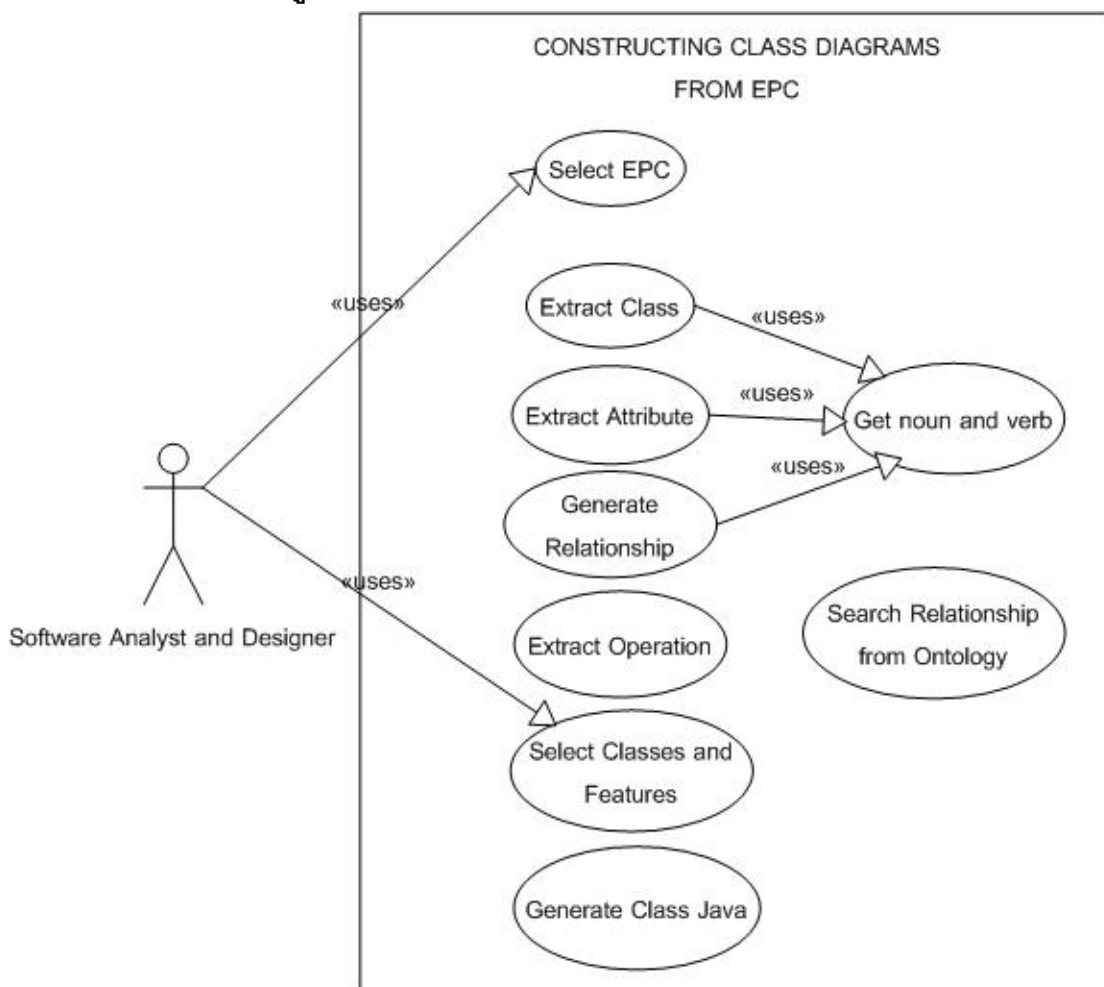 CONSTRUCTING CLASS DIAGRAMS
FROM EPC
Select EPC
«uses»
Extract Class
«uses»
Extract Attribute
«uses»
Get noun and verb
«uses»
Generate
Relationship
«uses»
Software Analyst and Designer
Extract Operation
Search Relationship
from Ontology
Select Classes and
Features
Generate Class Java